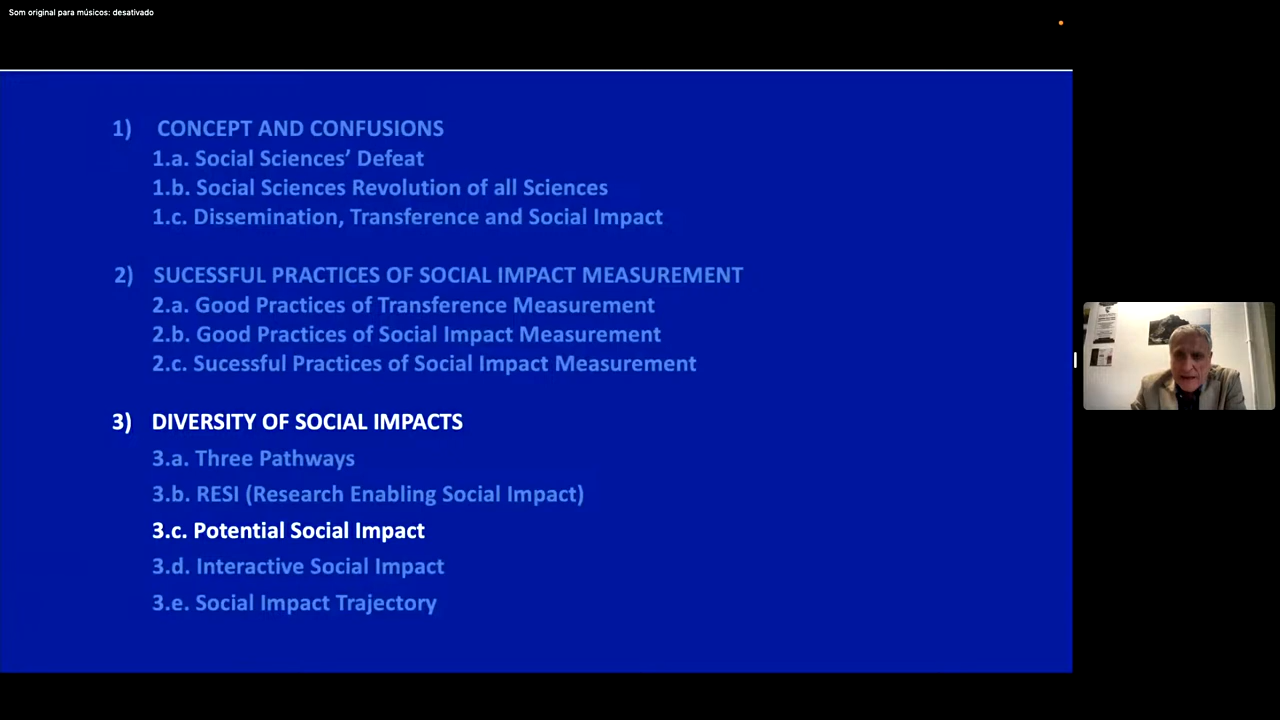 Som original para músicos: desativado
1) CONCEPT AND CONFUSIONS
1.a. Social Sciences’ Defeat
1.b. Social Sciences Revolution of all Sciences
1.c. Dissemination, Transference and Social Impact
2) SUCESSFUL PRACTICES OF SOCIAL IMPACT MEASUREMENT
2.a. Good Practices of Transference Measurement
2.b. Good Practices of Social Impact Measurement
2.c. Sucessful Practices of Social Impact Measurement
3) DIVERSITY OF SOCIAL IMPACTS
3.a. Three Pathways
3.b. RESI (Research Enabling Social Impact)
3.c. Potential Social Impact
3.d. Interactive Social Impact
3.e. Social Impact Trajectory